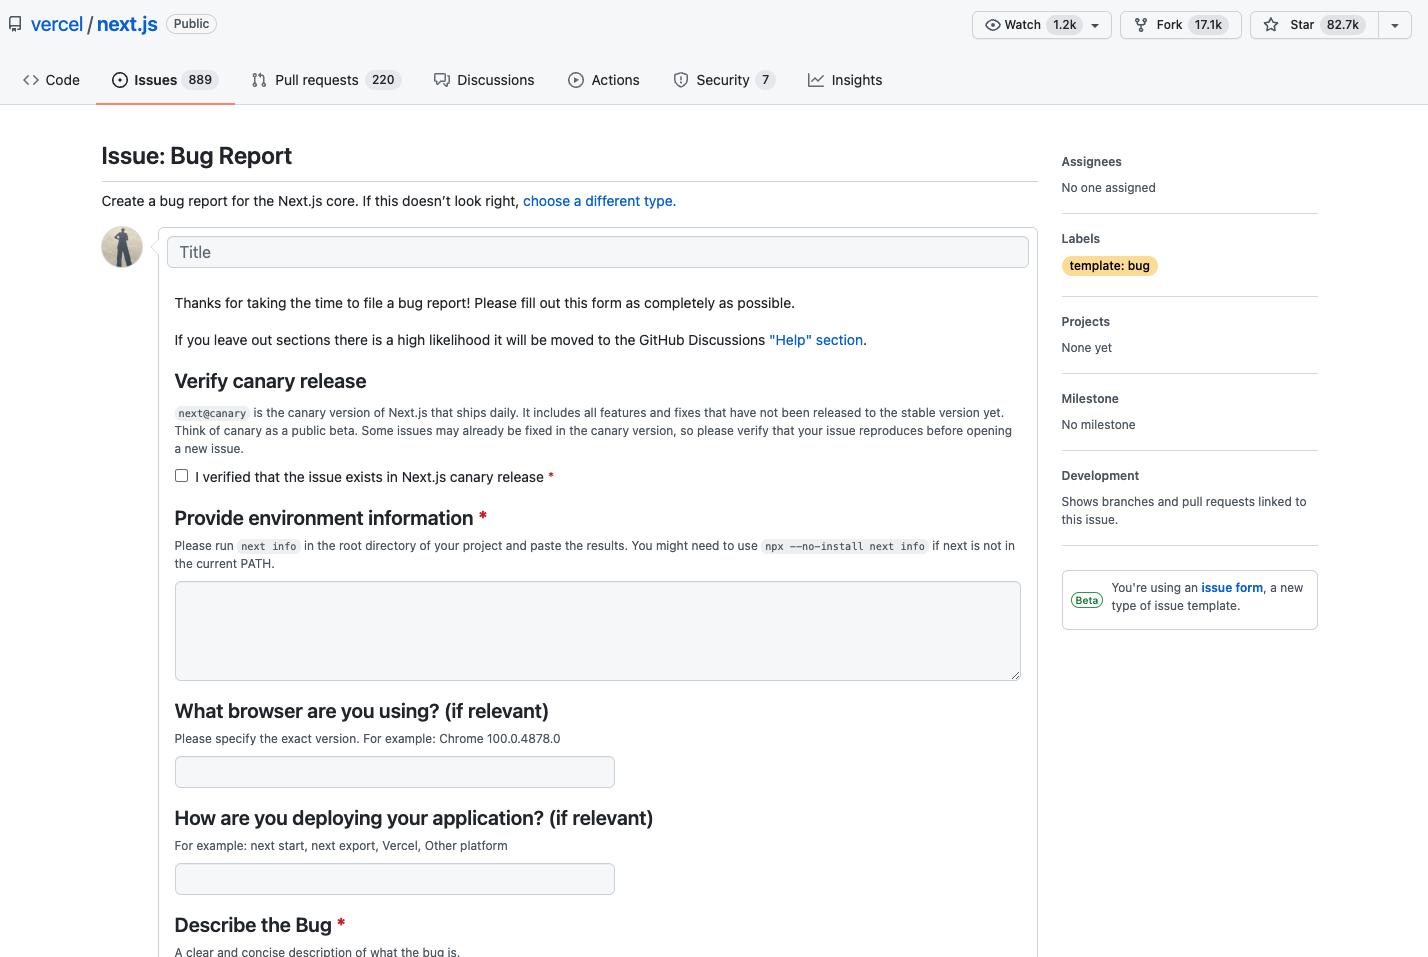 vercel / next.js Public
Watch 1.2k
Fork 17.1k
Star 82.7k
Code
Issues 889
Pull requests 220
Discussions
Actions
Security 7
Insights
Issue: Bug Report
Create a bug report for the Next.js core. If this doesn’t look right, choose a different type.
Title
Thanks for taking the time to file a bug report! Please fill out this form as completely as possible.
If you leave out sections there is a high likelihood it will be moved to the GitHub Discussions "Help" section.
Verify canary release
next@canary is the canary version of Next.js that ships daily. It includes all features and fixes that have not been released to the stable version yet.
Think of canary as a public beta. Some issues may already be fixed in the canary version, so please verify that your issue reproduces before opening
a new issue.
I verified that the issue exists in Next.js canary release *
Provide environment information *
Please run next info in the root directory of your project and paste the results. You might need to use npx --no-install next info if next is not in
the current PATH.
What browser are you using? (if relevant)
Please specify the exact version. For example: Chrome 100.0.4878.0
How are you deploying your application? (if relevant)
For example: next start, next export, Vercel, Other platform
Describe the Bug *
A clear and concise description of what the bug is.
Assignees
No one assigned
Labels
template: bug
Projects
None yet
Milestone
No milestone
Development
Shows branches and pull requests linked to
this issue.
Beta
You're using an issue form, a new
type of issue template.